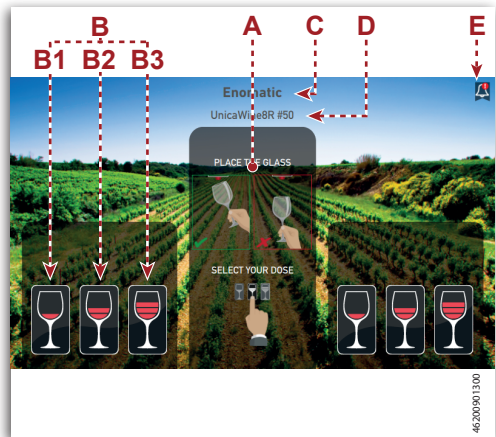 B A C D E
B1 B2 B3
Enomatic
UnicaWine8R #50
PLACE THE GLASS
SELECT YOUR DOSE
46200901300